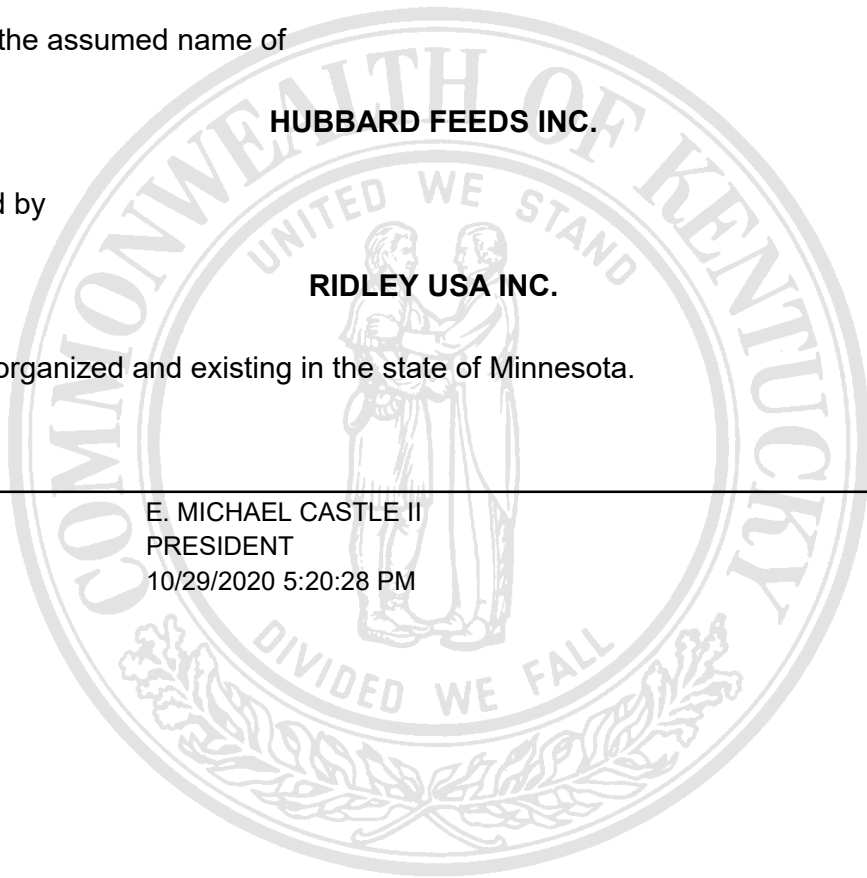 the assumed name of
HUBBARD FEEDS INC.
by
RIDLEY USA INC.
organized and existing in the state of Minnesota.
E. MICHAEL CASTLE II
PRESIDENT
10/29/2020 5:20:28 PM
COMMONWEALTH OF KENTUCKY
UNITED WE STAND
DIVIDED WE FALL